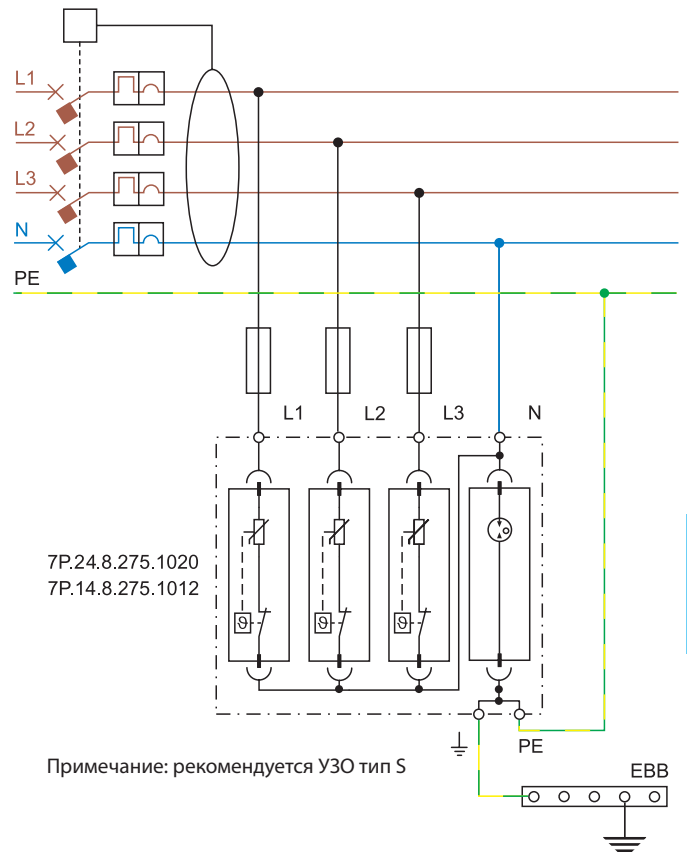 L1
L2
L3
N
PE
L1 L2 L3 N
7P.24.8.275.1020
7P.14.8.275.1012
ϑ ϑ ϑ
PE
Примечание: рекомендуется УЗО тип S
EBB